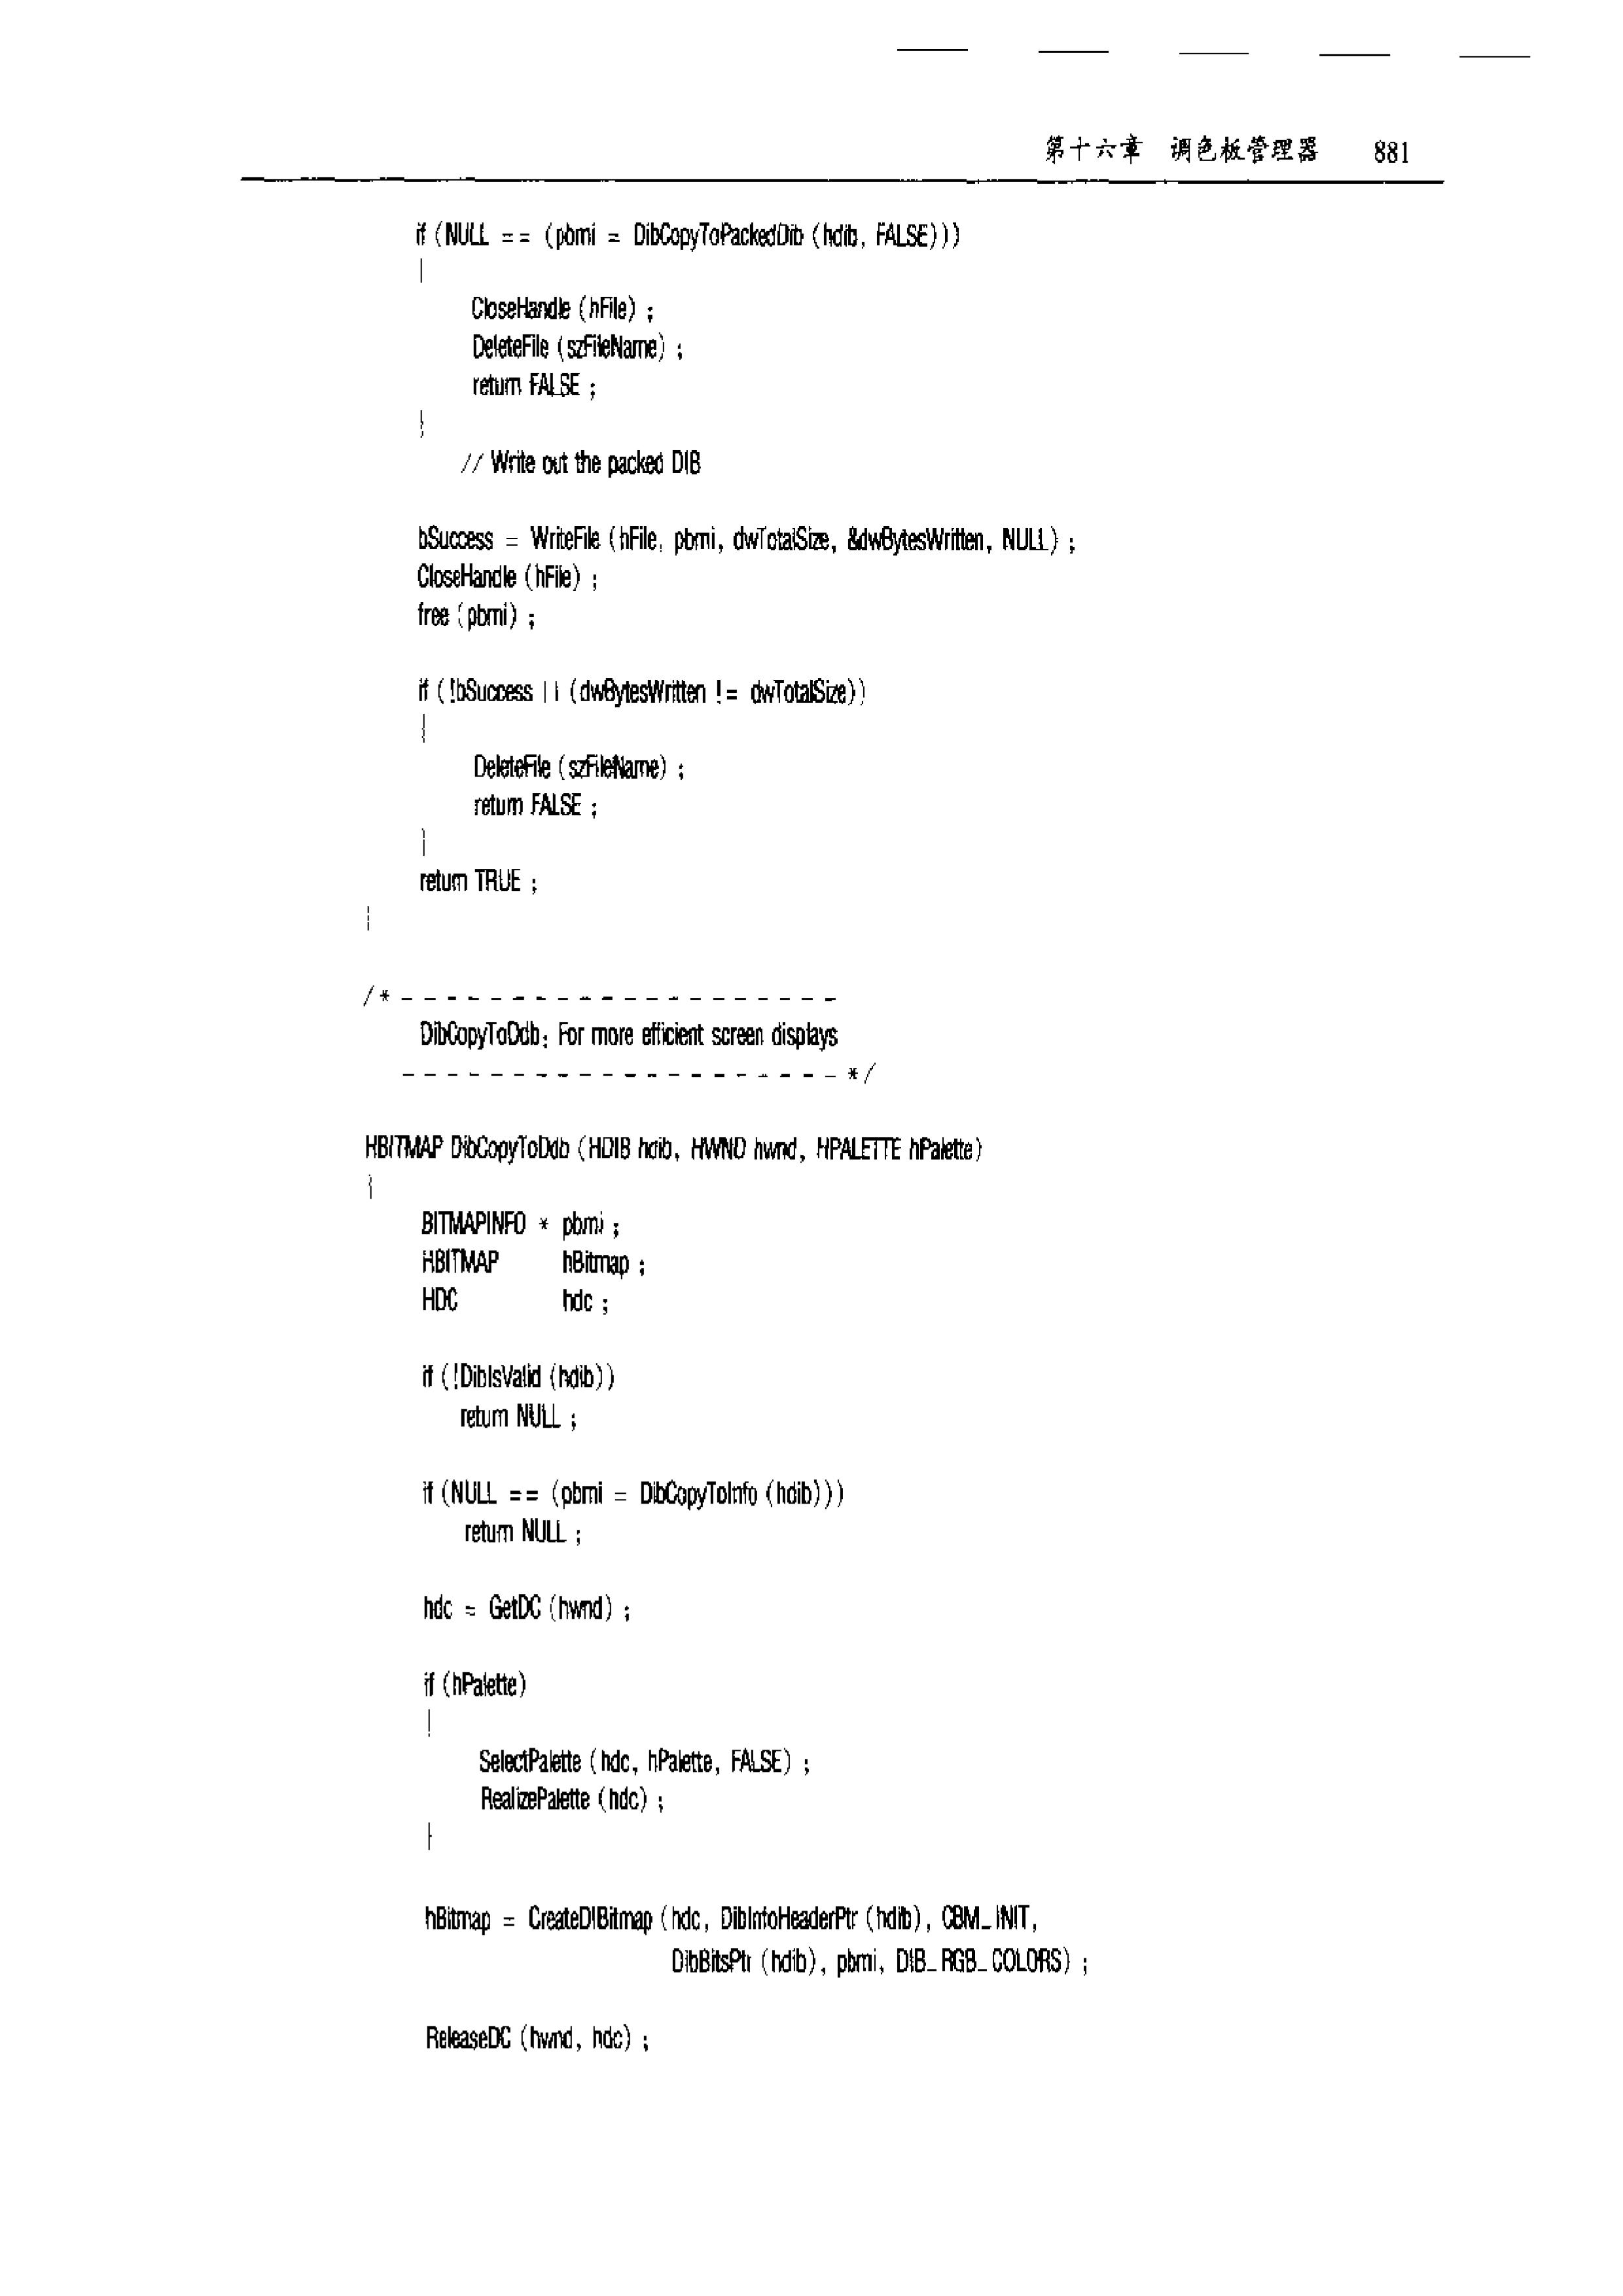 第十六章 调色板管理器 881
if (NULL == (pbmi = DibCopyToPackedDib (hdib, FALSE)))
{
CloseHandle (hFile) ;
DeleteFile (szFileName) ;
return FALSE ;
}
// Write out the packed DIB
bSuccess = WriteFile (hFile, pbmi, dwTotalSize, &dwBytesWritten, NULL) ;
CloseHandle (hFile) ;
free (pbmi) ;
if (!bSuccess || (dwBytesWritten != dwTotalSize))
{
DeleteFile (szFileName) ;
return FALSE ;
}
return TRUE ;
}
/* - - - - - - - - - - - - - - - - - - - -
DibCopyToDdb: For more efficient screen displays
- - - - - - - - - - - - - - - - - - - - */
HBITMAP DibCopyToDdb (HDIB hdib, HWND hwnd, HPALETTE hPalette)
{
BITMAPINFO * pbmi ;
HBITMAP hBitmap ;
HDC hdc ;
if (!DibIsValid (hdib))
return NULL ;
if (NULL == (pbmi = DibCopyToInfo (hdib)))
return NULL ;
hdc = GetDC (hwnd) ;
if (hPalette)
{
SelectPalette (hdc, hPalette, FALSE) ;
RealizePalette (hdc) ;
}
hBitmap = CreateDIBitmap (hdc, DibInfoHeaderPtr (hdib), CBM_INIT,
DibBitsPtr (hdib), pbmi, DIB_RGB_COLORS) ;
ReleaseDC (hwnd, hdc) ;